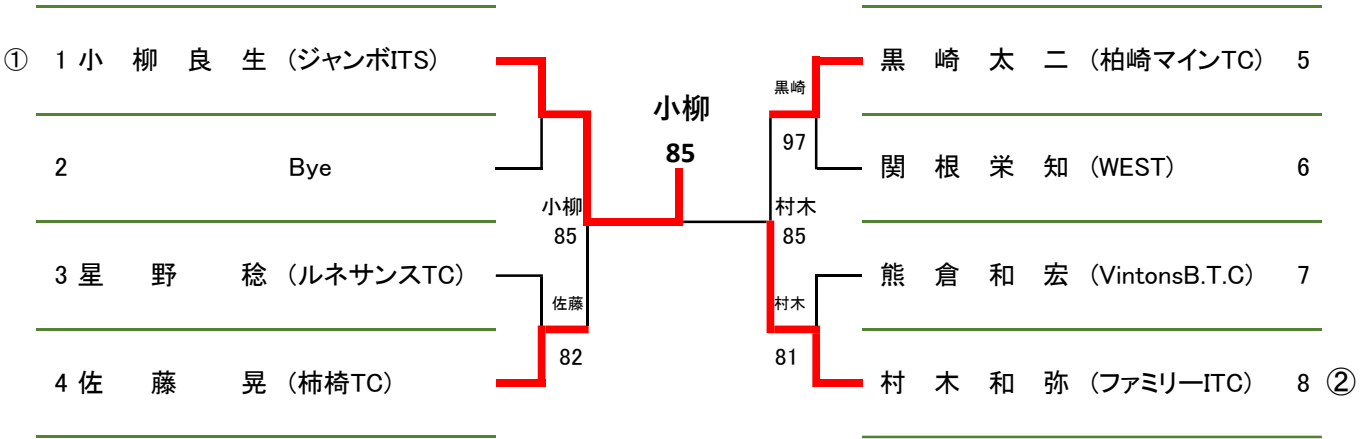 ① 1 小 柳 良 生 (ジャンボITS)
2 Bye
3 星 野 稔 (ルネサンスTC)
4 佐 藤 晃 (柿椅TC)
小柳
85
佐藤
82
小柳
85
黒崎
97
村木
85
村木
81
黒 崎 太 二 (柏崎マインTC) 5
関 根 栄 知 (WEST) 6
熊 倉 和 宏 (VintonsB.T.C) 7
村 木 和 弥 (ファミリーITC) 8 ②